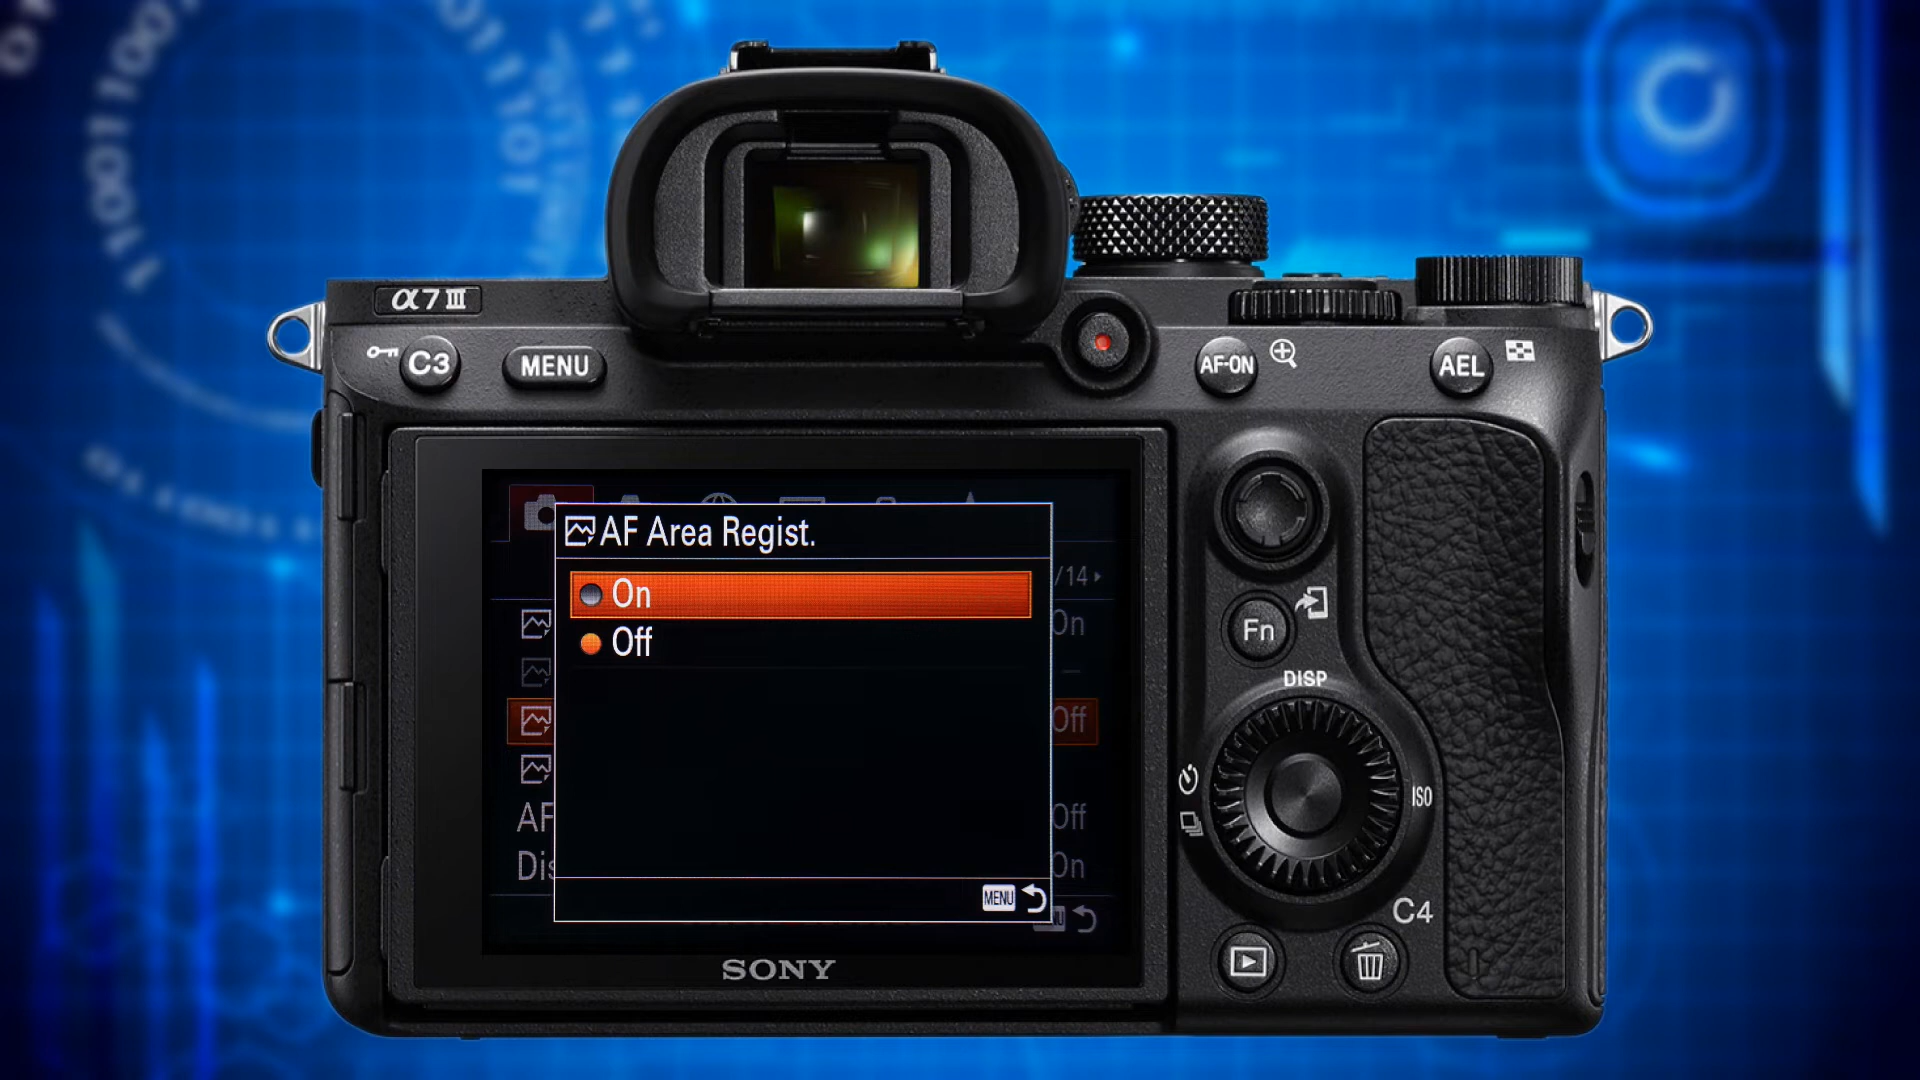 α7 III
C3
MENU
AF-ON
AEL
AF Area Regist.
/14
On
On
Off
Off
AF
Off
Dis
On
MENU
SONY
Fn
DISP
ISO
C4